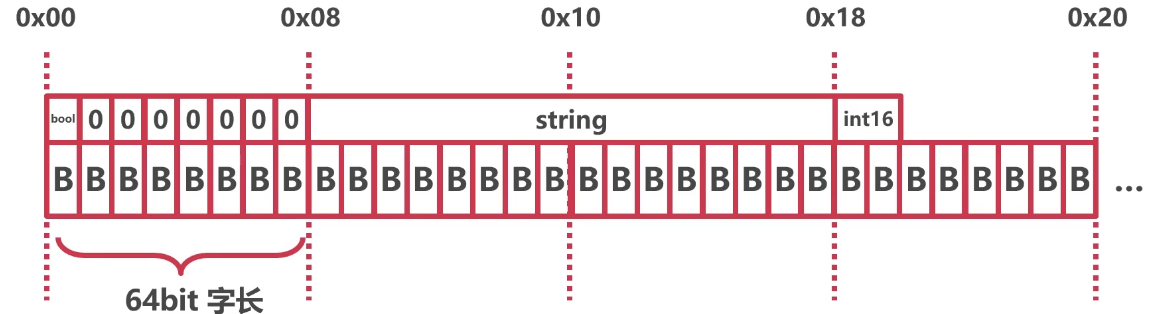 0x00 0x08 0x10 0x18 0x20
bool 0 0 0 0 0 0 0 string int16
B B B B B B B B B B B B B B B B B B B B B B B B B B B B B B B B ...
64bit 字长